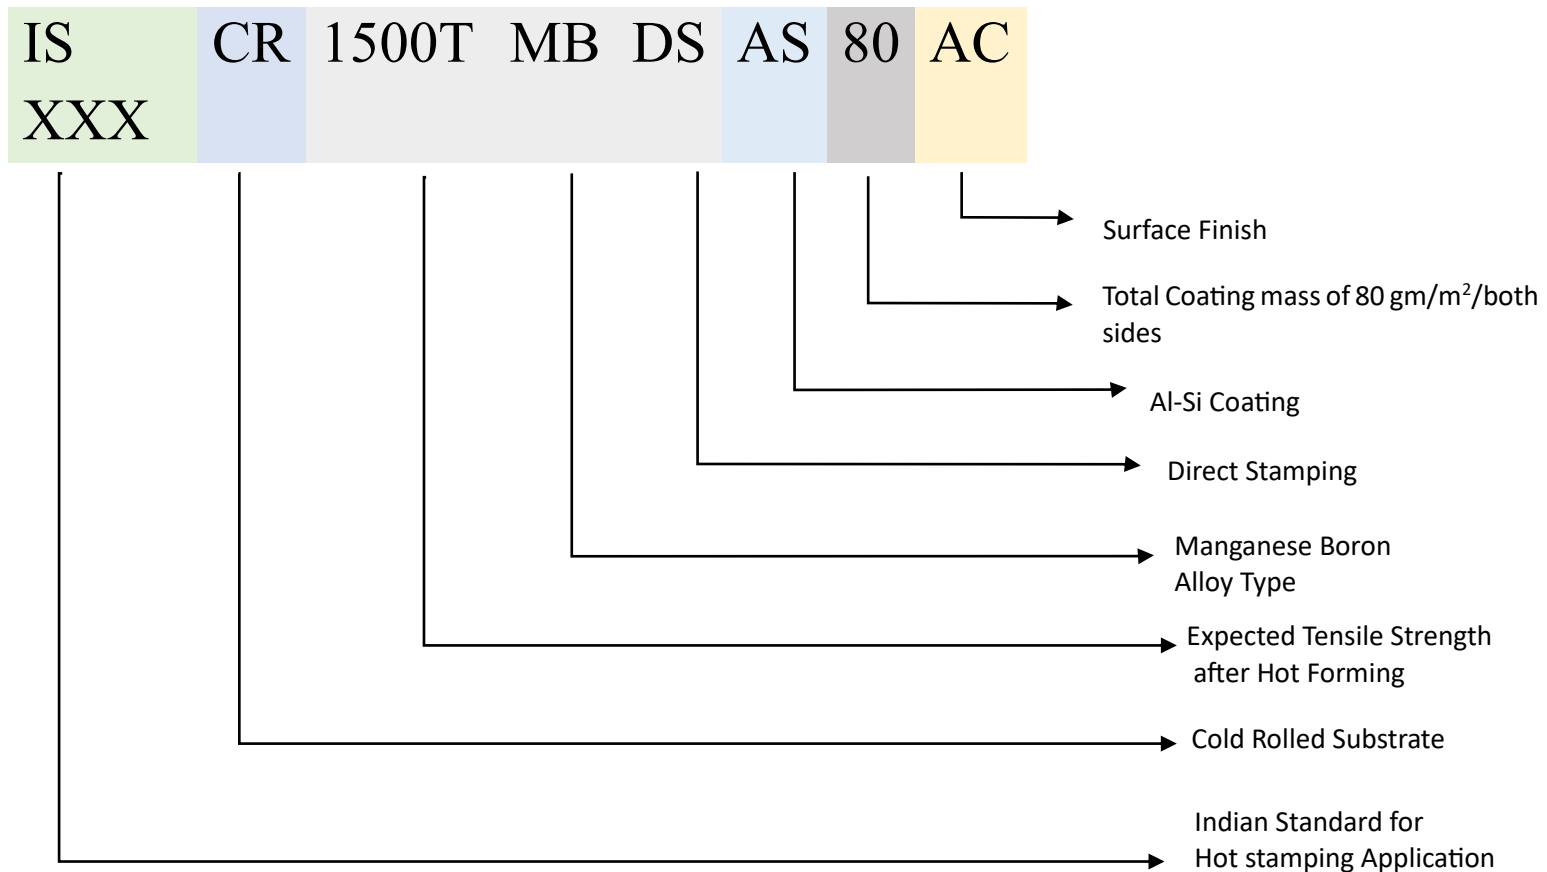 IS CR 1500T MB DS AS 80 AC
XXX
Surface Finish
Total Coating mass of 80 gm/m²/both
sides
Al-Si Coating
Direct Stamping
Manganese Boron
Alloy Type
Expected Tensile Strength
after Hot Forming
Cold Rolled Substrate
Indian Standard for
Hot stamping Application